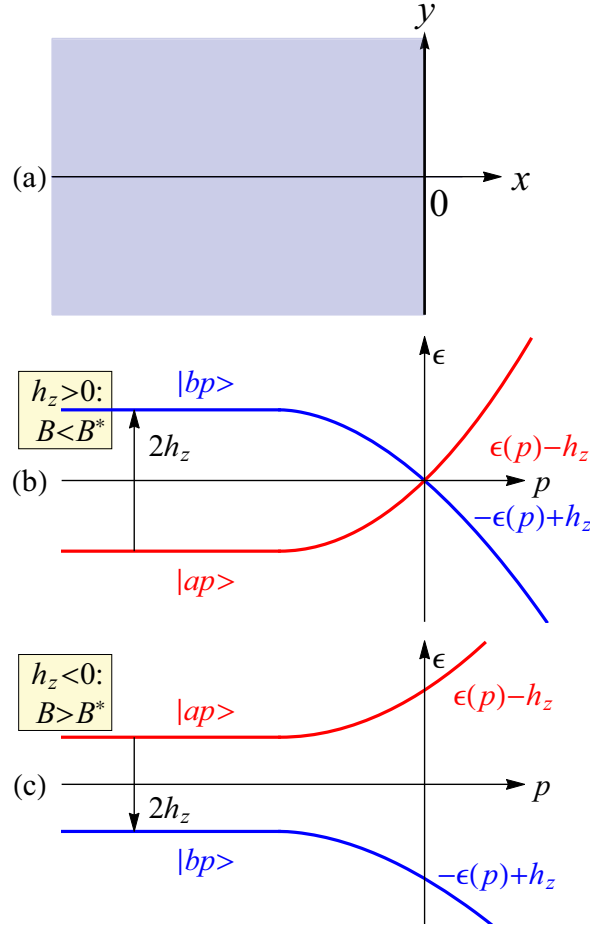 y
(a)
x
0
h_z>0:
B<B*
|bp>
ϵ
2h_z
ϵ(p)−h_z
(b)
p
−ϵ(p)+h_z
|ap>
h_z<0:
B>B*
|ap>
ϵ
ϵ(p)−h_z
(c)
2h_z
p
|bp>
−ϵ(p)+h_z